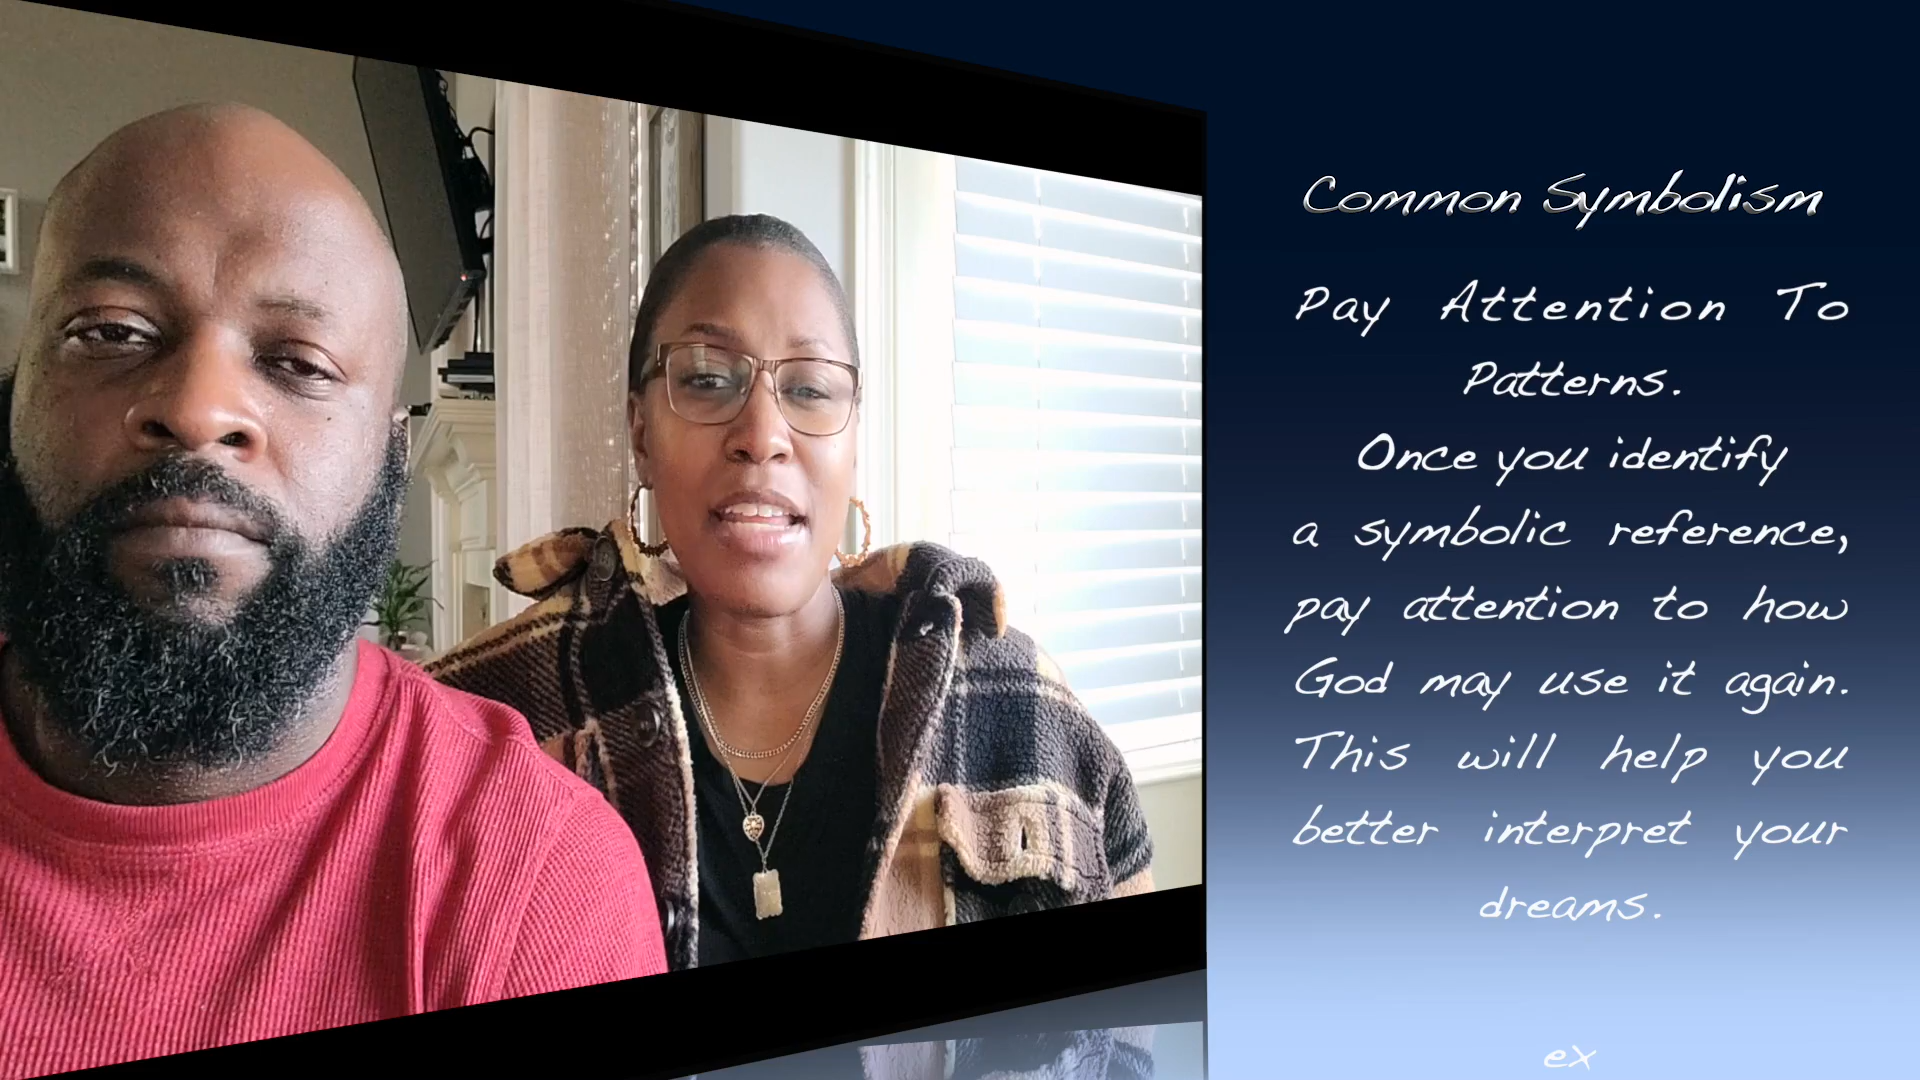 Common Symbolism
Pay Attention To
Patterns.
Once you identify
a symbolic reference,
pay attention to how
God may use it again.
This will help you
better interpret your
dreams.
ex